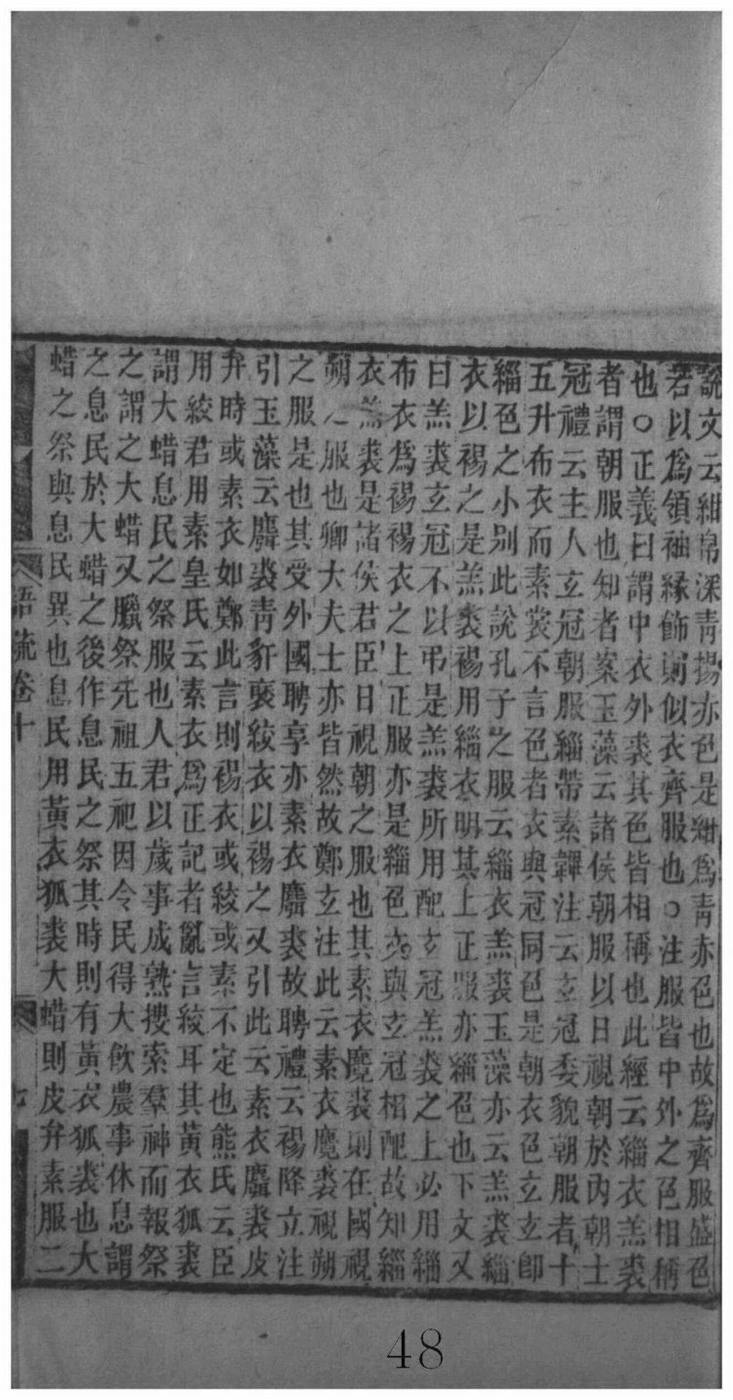 說文云紺帛深青揚赤色是紺爲青赤色也故爲齊服盛色
若以爲領袖緣飾則似衣齊服也○注服皆中外之色相稱
也○正義曰謂中衣外裘其色皆相稱也此經云緇衣羔裘
者謂朝服也知者案玉藻云諸侯朝服以日視朝於內朝士
冠禮云主人玄冠朝服緇帶素韠注云玄冠委貌朝服者十
五升布衣而素裳不言色者衣與冠同色是朝衣色玄玄卽
緇色之小别此說孔子之服云緇衣羔裘玉藻亦云羔裘緇
衣以裼之是羔裘裼用緇衣明其上正服亦緇色也下文又
曰羔裘玄冠不以弔是羔裘所用配玄冠羔裘之上必用緇
布衣爲裼裼衣之上正服亦是緇色與玄冠相配故知緇
衣羔裘是諸侯君臣日視朝之服也其素衣麑裘則在國視
朔之服也卿大夫士亦皆然故鄭玄注此云素衣麑裘視朔
之服是也其受外國聘享亦素衣麛裘故聘禮云裼降立注
引玉藻云麛裘青豻褎絞衣以裼之又引此云素衣麛裘皮
弁時或素衣如鄭此言則裼衣或絞或素不定也熊氏云臣
用絞君用素皇氏云素衣爲正記者亂言絞耳其黃衣狐裘
謂大蜡息民之祭服也人君以歲事成熟搜索羣神而報祭
之謂之大蜡又臘祭先祖五祀因令民得大飲農事休息謂
之息民於大蜡之後作息民之祭其時則有黃衣狐裘也大
蜡之祭與息民異也息民用黃衣狐裘大蜡則皮弁素服二
語疏卷十
七
48